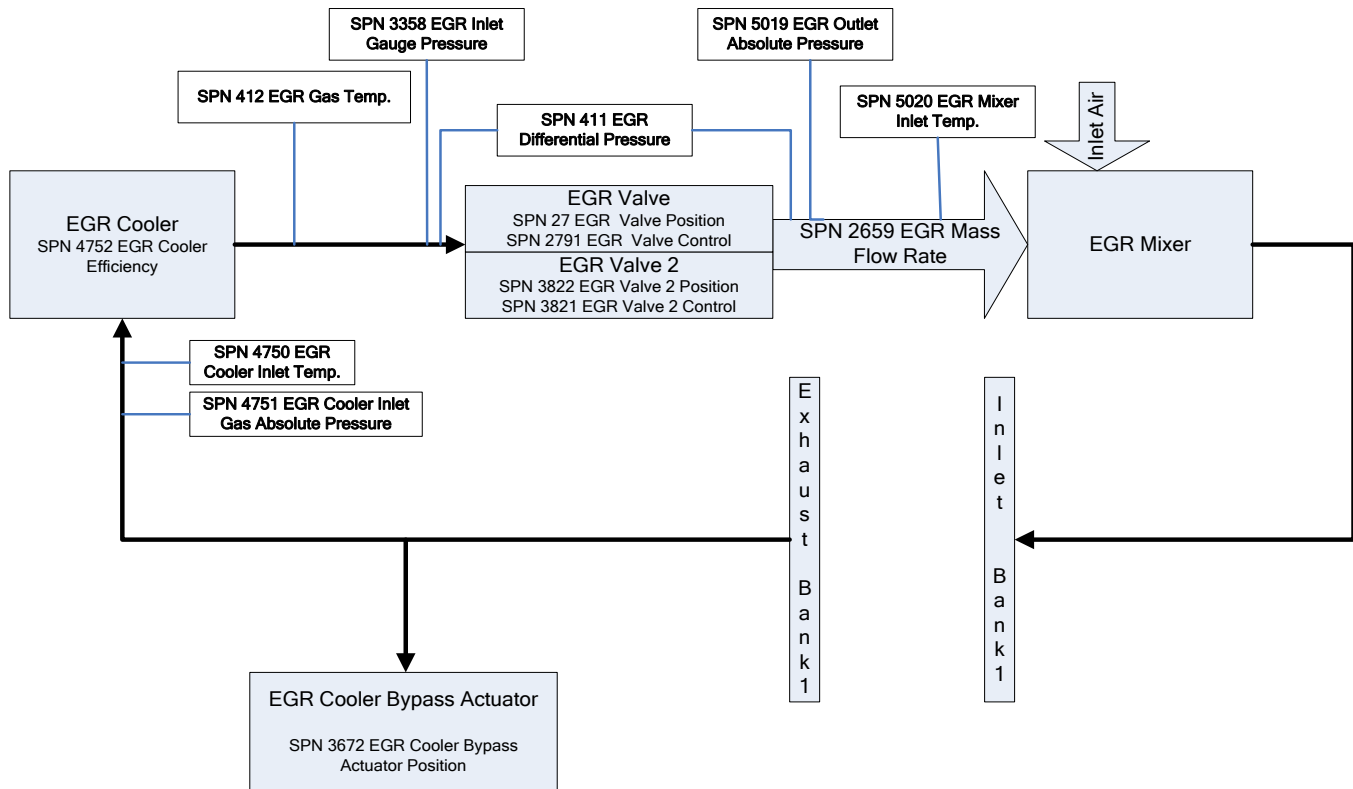 SPN 3358 EGR Inlet
Gauge Pressure
SPN 5019 EGR Outlet
Absolute Pressure
SPN 412 EGR Gas Temp.
SPN 411 EGR
Differential Pressure
SPN 5020 EGR Mixer
Inlet Temp.
Inlet Air
EGR Cooler
SPN 4752 EGR Cooler
Efficiency
EGR Valve
SPN 27 EGR Valve Position
SPN 2791 EGR Valve Control
EGR Valve 2
SPN 3822 EGR Valve 2 Position
SPN 3821 EGR Valve 2 Control
SPN 2659 EGR Mass
Flow Rate
EGR Mixer
SPN 4750 EGR
Cooler Inlet Temp.
SPN 4751 EGR Cooler Inlet
Gas Absolute Pressure
Exhaust Bank1
Inlet Bank1
EGR Cooler Bypass Actuator
SPN 3672 EGR Cooler Bypass
Actuator Position